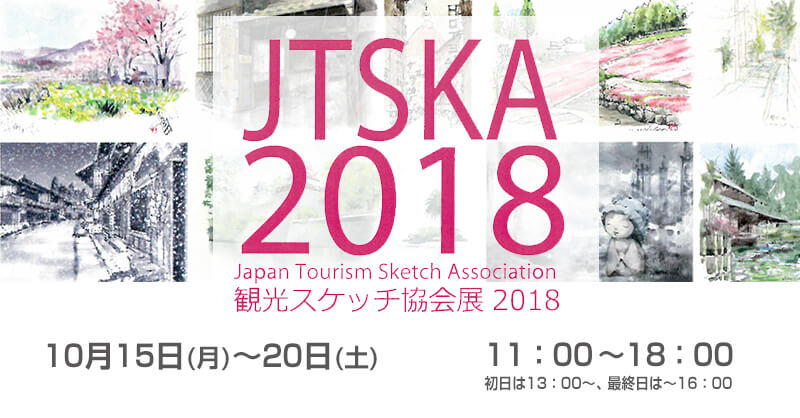 JTSKA
2018
Japan Tourism Sketch Association
観光スケッチ協会展 2018
10月15日(月)～20日(土)
11：00～18：00
初日は13：00～、最終日は～16：00